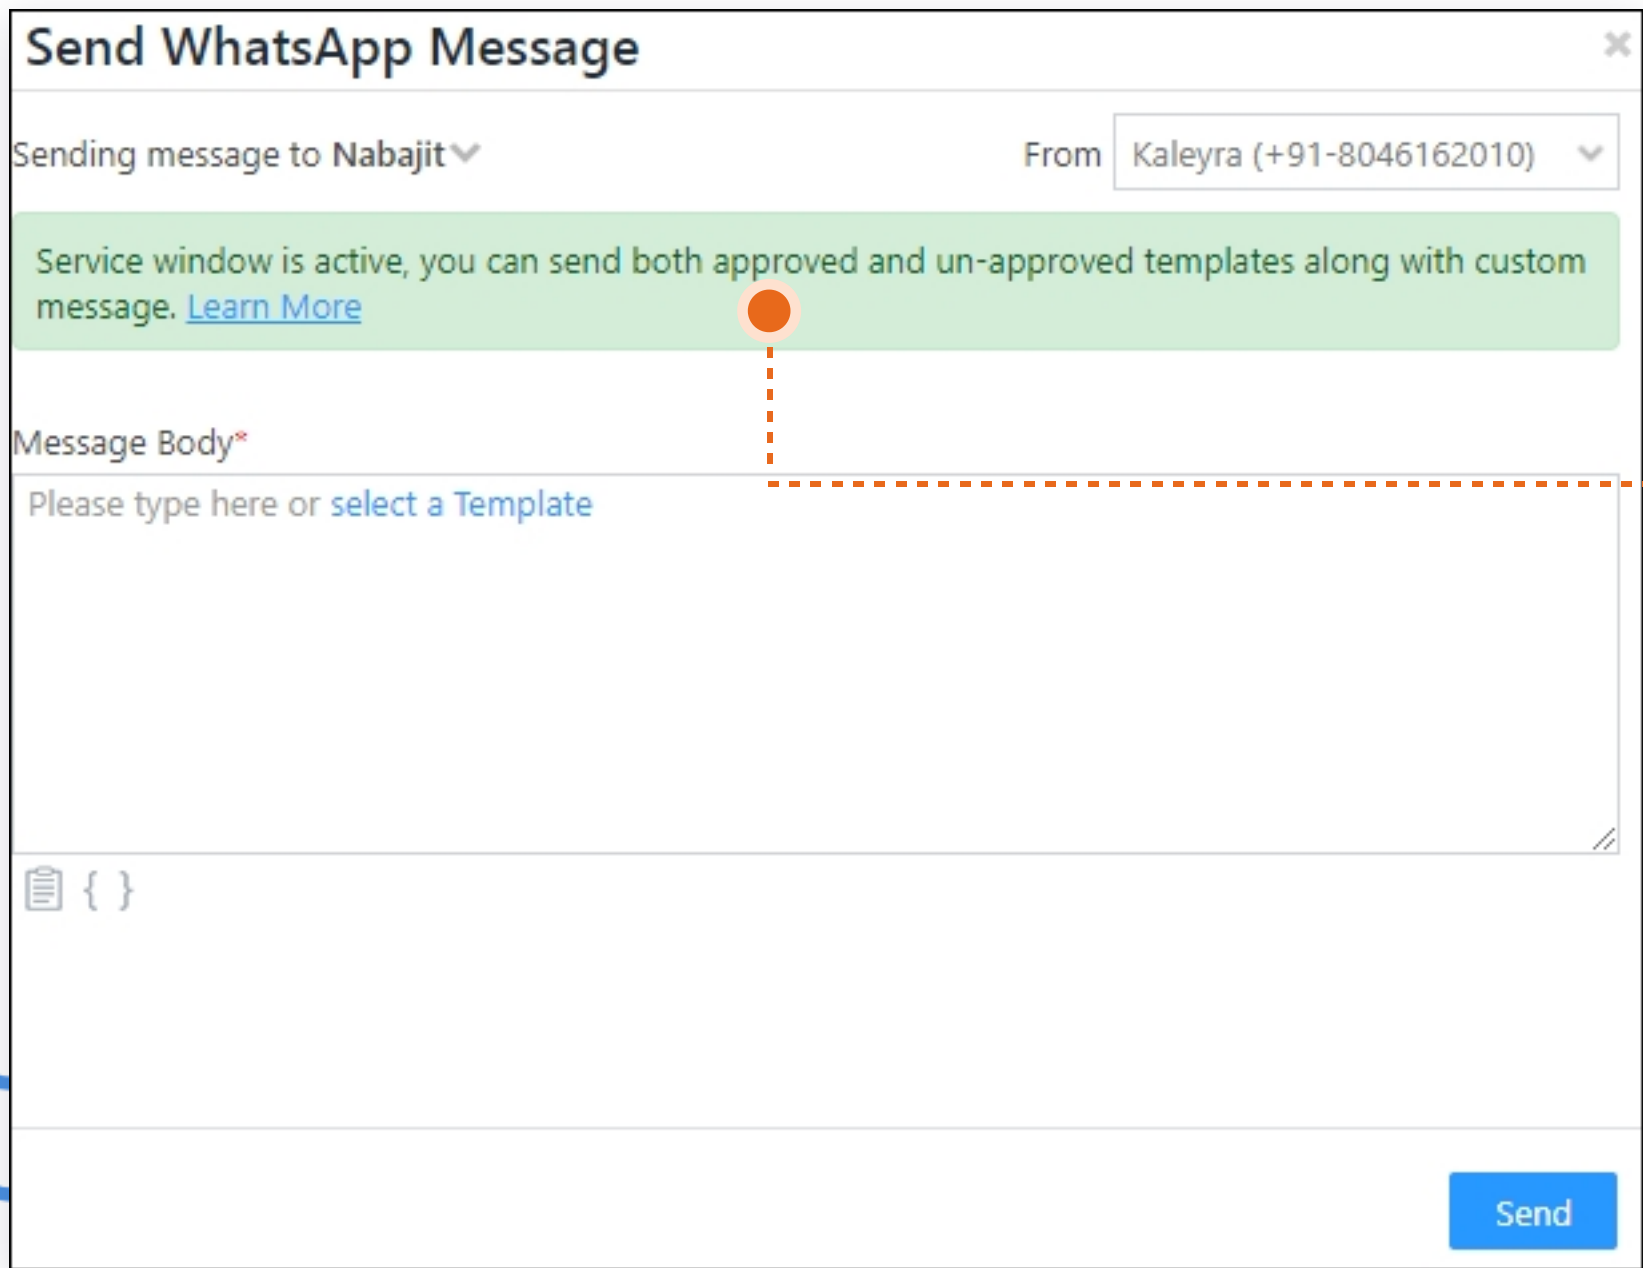 Send WhatsApp Message
Sending message to Nabajit
From Kaleyra (+91-8046162010)
Service window is active, you can send both approved and un-approved templates along with custom
message. Learn More
Message Body*
Please type here or select a Template
{ }
Send